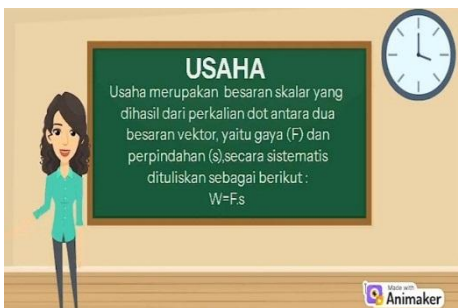 USAHA
Usaha merupakan besaran skalar yang
dihasil dari perkalian dot antara dua
besaran vektor, yaitu gaya (F) dan
perpindahan (s),secara sistematis
dituliskan sebagai berikut :
W=F.s
Made with
Animaker